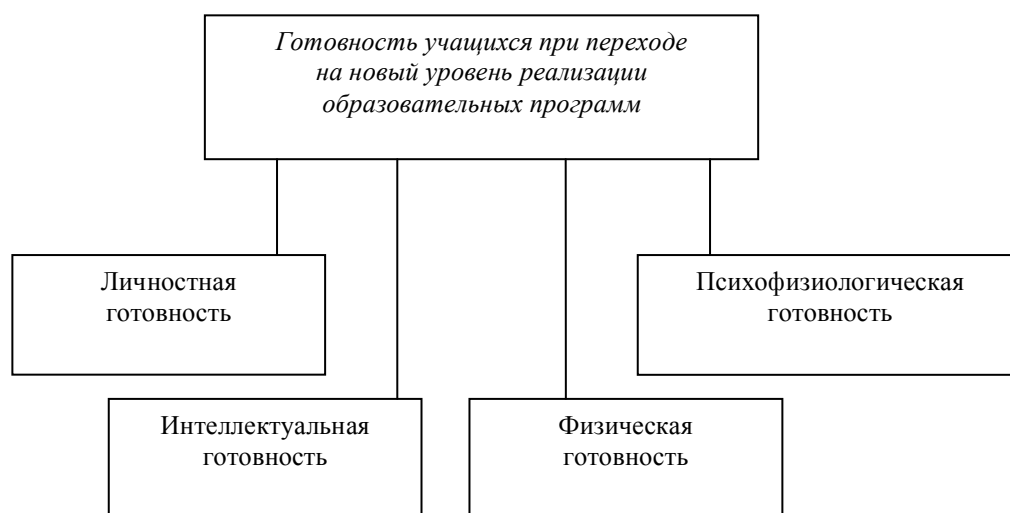 Готовность учащихся при переходе
на новый уровень реализации
образовательных программ
Личностная
готовность
Психофизиологическая
готовность
Интеллектуальная
готовность
Физическая
готовность